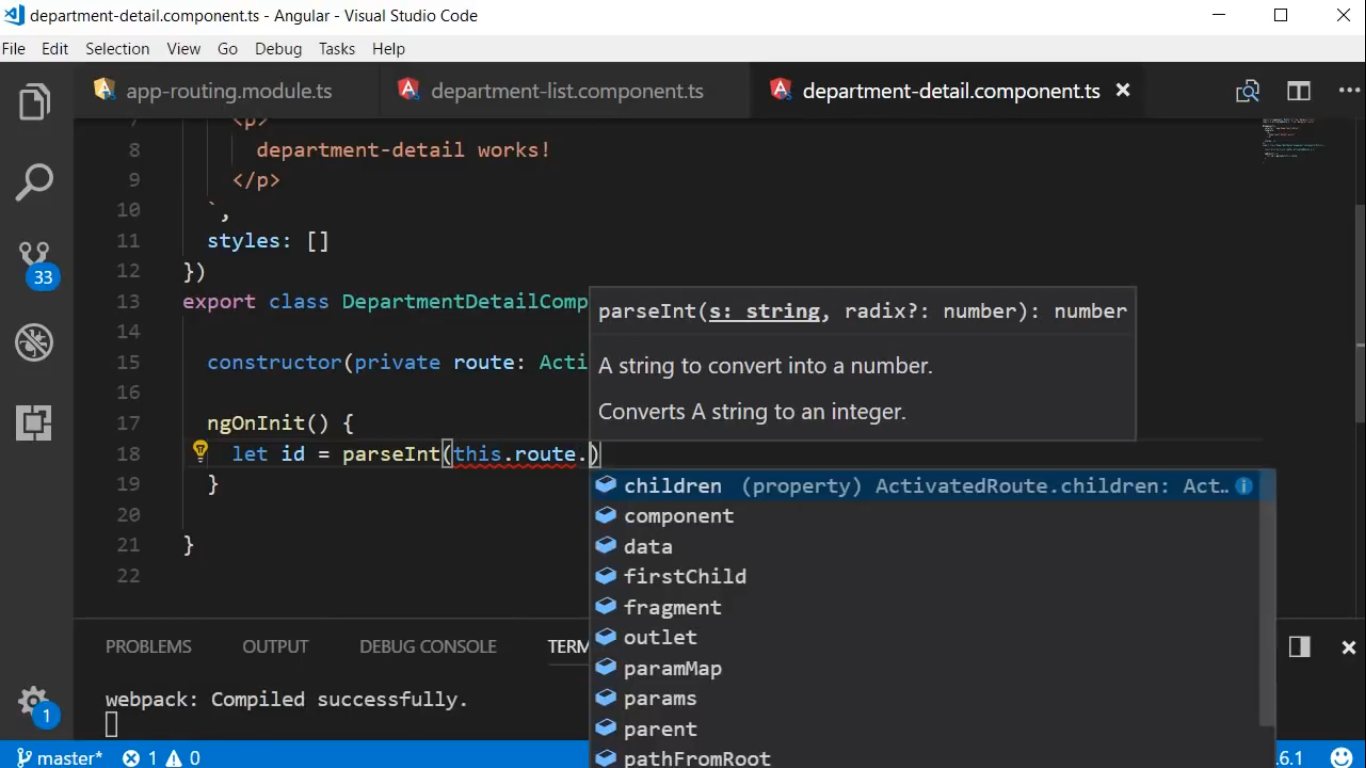 department-detail.component.ts - Angular - Visual Studio Code
File Edit Selection View Go Debug Tasks Help
app-routing.module.ts department-list.component.ts department-detail.component.ts
7 <p>
8 department-detail works!
9 </p>
10 `,
11 styles: []
12 })
13 export class DepartmentDetailComp
14
15 constructor(private route: Acti
16
17 ngOnInit() {
18 let id = parseInt(this.route.)
19 }
20
21 }
22
parseInt(s: string, radix?: number): number
A string to convert into a number.
Converts A string to an integer.
children (property) ActivatedRoute.children: Act…
component
data
firstChild
fragment
outlet
paramMap
params
parent
pathFromRoot
33
1
PROBLEMS OUTPUT DEBUG CONSOLE TERM
webpack: Compiled successfully.
master* 1 0 .6.1